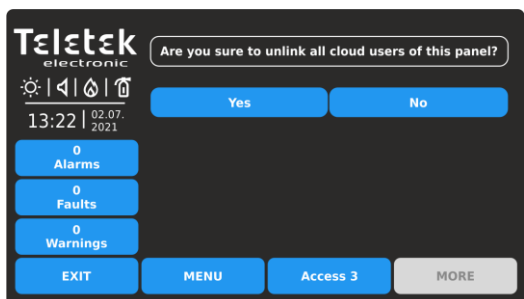 Teletek
electronic
Are you sure to unlink all cloud users of this panel?
Yes
No
13:22
02.07.
2021
0
Alarms
0
Faults
0
Warnings
EXIT
MENU
Access 3
MORE